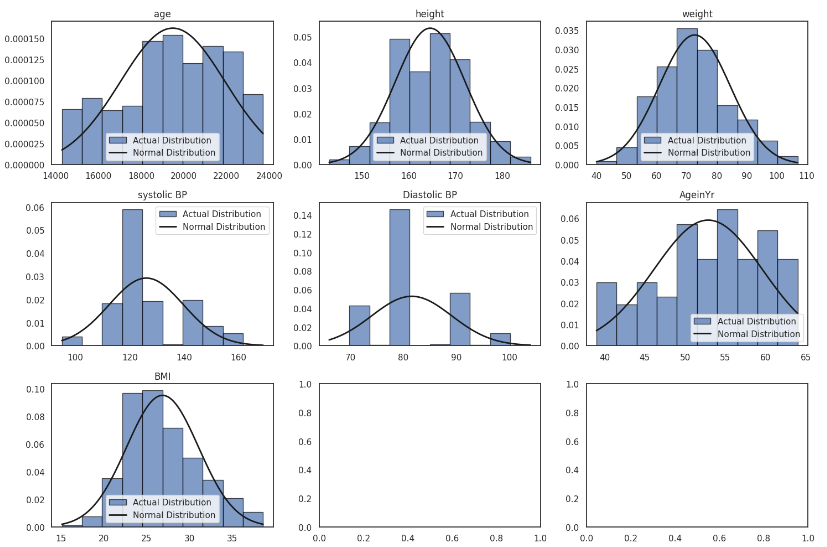 age
0.000150
0.000125
0.000100
0.000075
0.000050
0.000025
0.000000
14000 16000 18000 20000 22000 24000
Actual Distribution
Normal Distribution
height
0.05
0.04
0.03
0.02
0.01
0.00
150 160 170 180
Actual Distribution
Normal Distribution
weight
0.035
0.030
0.025
0.020
0.015
0.010
0.005
0.000
40 50 60 70 80 90 100 110
Actual Distribution
Normal Distribution
systolic BP
0.06
0.05
0.04
0.03
0.02
0.01
0.00
100 120 140 160
Actual Distribution
Normal Distribution
Diastolic BP
0.14
0.12
0.10
0.08
0.06
0.04
0.02
0.00
70 80 90 100
Actual Distribution
Normal Distribution
AgeinYr
0.06
0.05
0.04
0.03
0.02
0.01
0.00
40 45 50 55 60 65
Actual Distribution
Normal Distribution
BMI
0.10
0.08
0.06
0.04
0.02
0.00
15 20 25 30 35
Actual Distribution
Normal Distribution
1.0
0.8
0.6
0.4
0.2
0.0
0.0 0.2 0.4 0.6 0.8 1.0
1.0
0.8
0.6
0.4
0.2
0.0
0.0 0.2 0.4 0.6 0.8 1.0